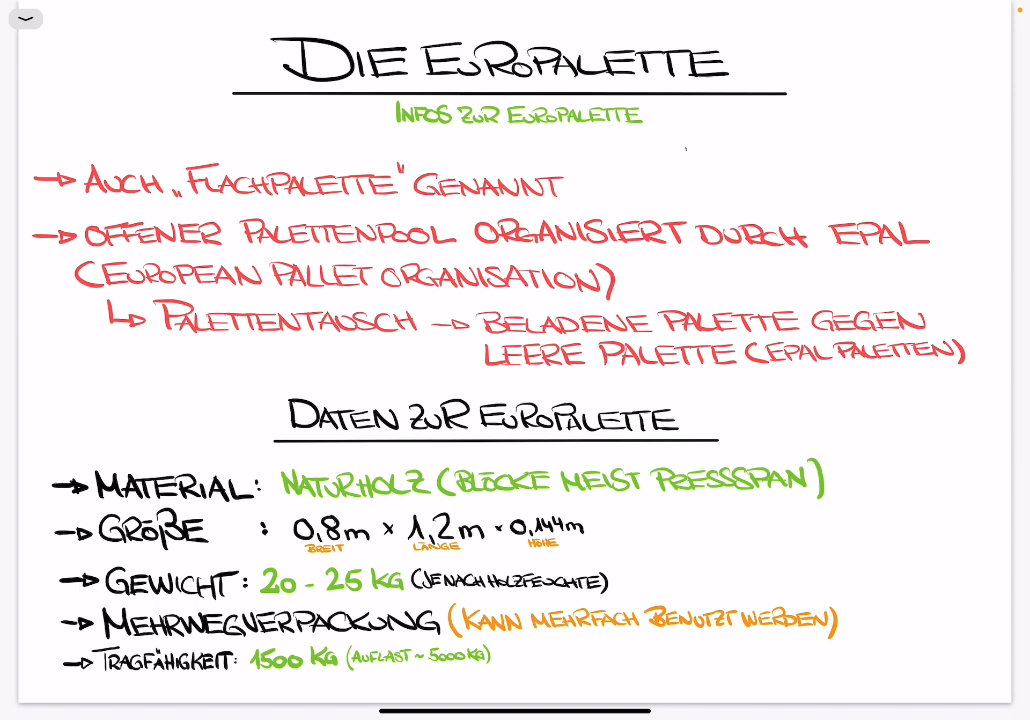 DIE EUROPALETTE
INFOS ZUR EUROPALETTE
→ AUCH „FLACHPALETTE" GENANNT
→ OFFENER PALETTENPOOL ORGANISIERT DURCH EPAL
(EUROPEAN PALLET ORGANISATION)
↳ PALETTENTAUSCH → BELADENE PALETTE GEGEN
LEERE PALETTE (EPAL PALETTEN)
DATEN ZUR EUROPALETTE
→ MATERIAL: NATURHOLZ (BLÖCKE MEIST PRESSSPAN)
→ GRÖßE : 0,8m × 1,2m × 0,144m
BREIT LÄNGE HÖHE
→ GEWICHT: 20 - 25 KG (JE NACH HOLZFEUCHTE)
→ MEHRWEGVERPACKUNG (KANN MEHRFACH BENUTZT WERDEN)
→ TRAGFÄHIGKEIT: 1500 KG (AUFLAST ~ 5000KG)